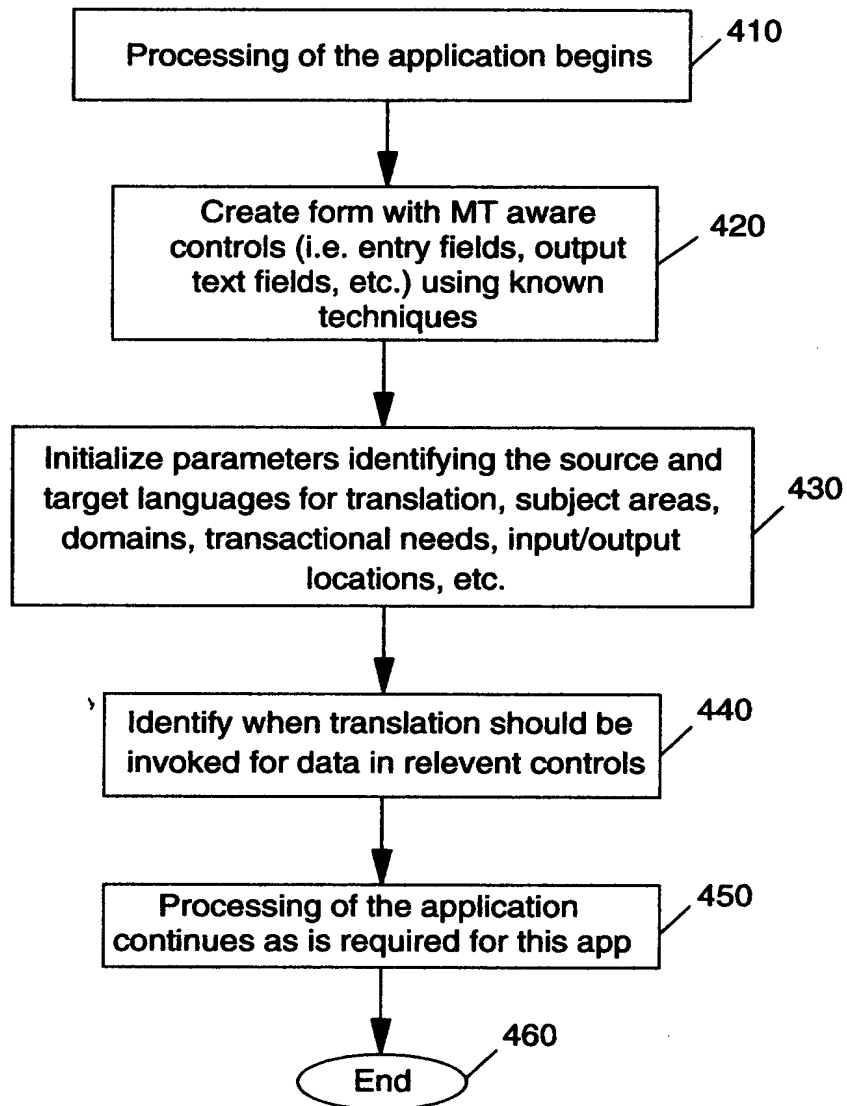 410
Processing of the application begins
420
Create form with MT aware
controls (i.e. entry fields, output
text fields, etc.) using known
techniques
430
Initialize parameters identifying the source and
target languages for translation, subject areas,
domains, transactional needs, input/output
locations, etc.
440
Identify when translation should be
invoked for data in relevent controls
450
Processing of the application
continues as is required for this app
460
End